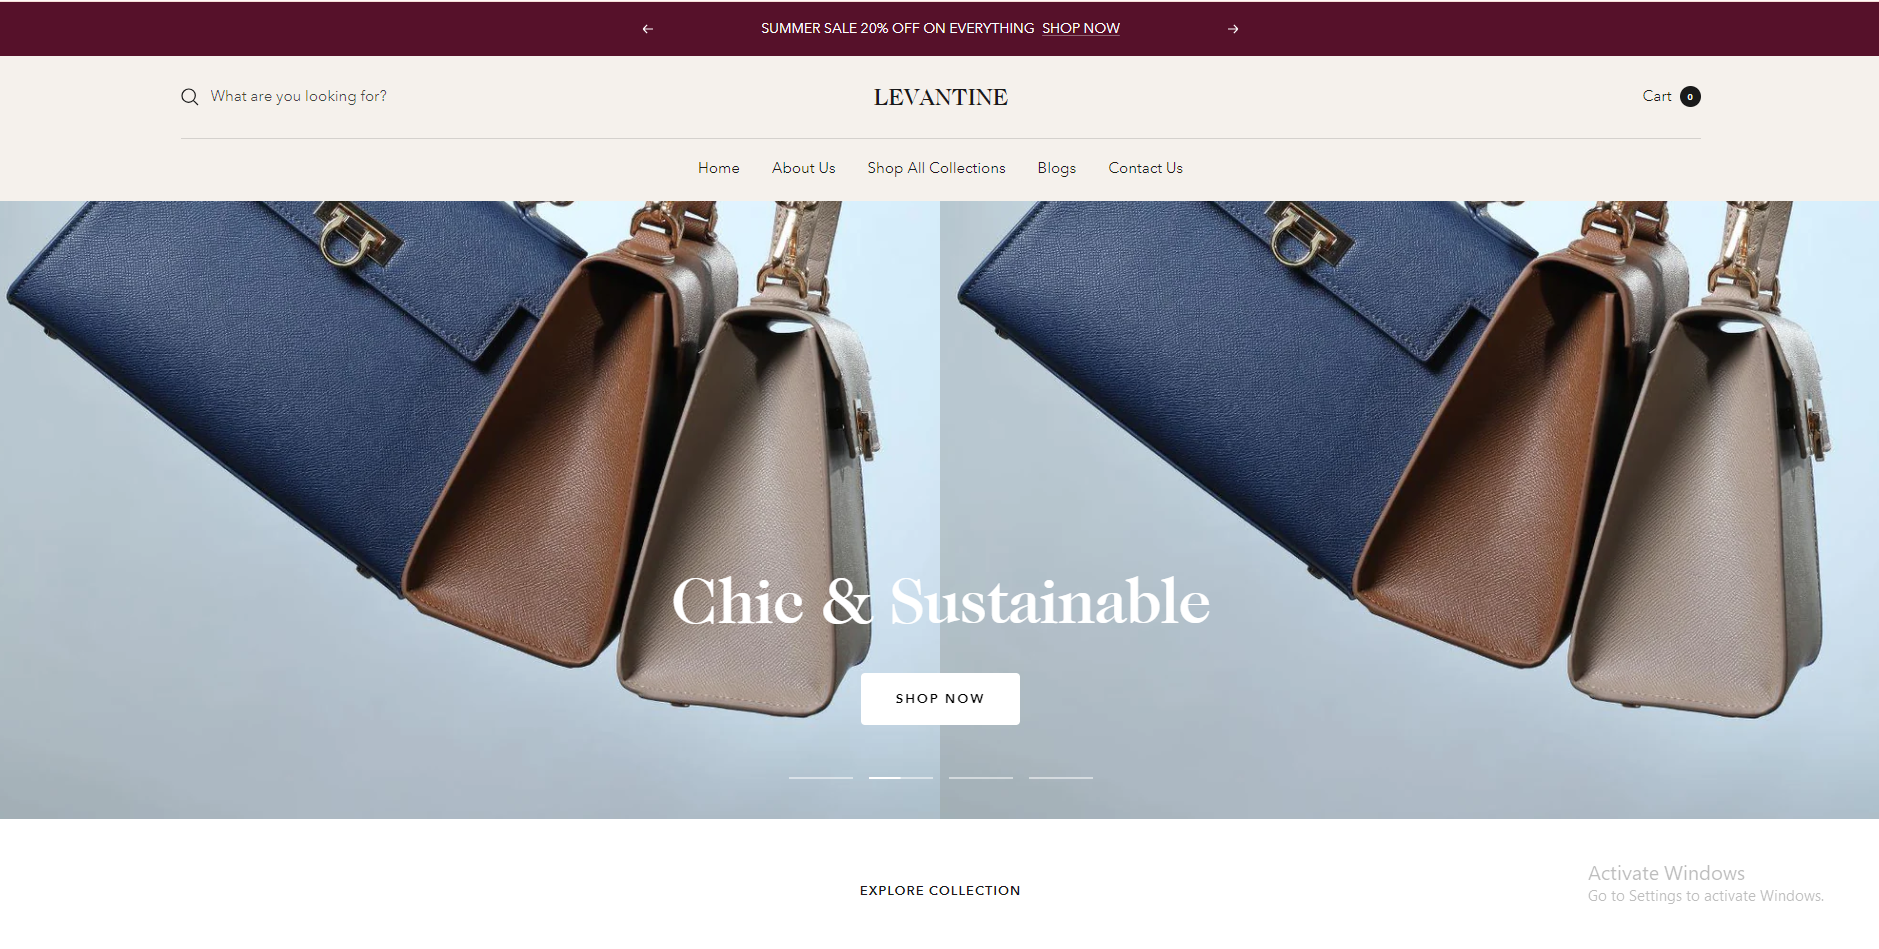 SUMMER SALE 20% OFF ON EVERYTHING SHOP NOW
What are you looking for?
LEVANTINE
Cart 0
Home About Us Shop All Collections Blogs Contact Us
Chic & Sustainable
SHOP NOW
EXPLORE COLLECTION
Activate Windows
Go to Settings to activate Windows.